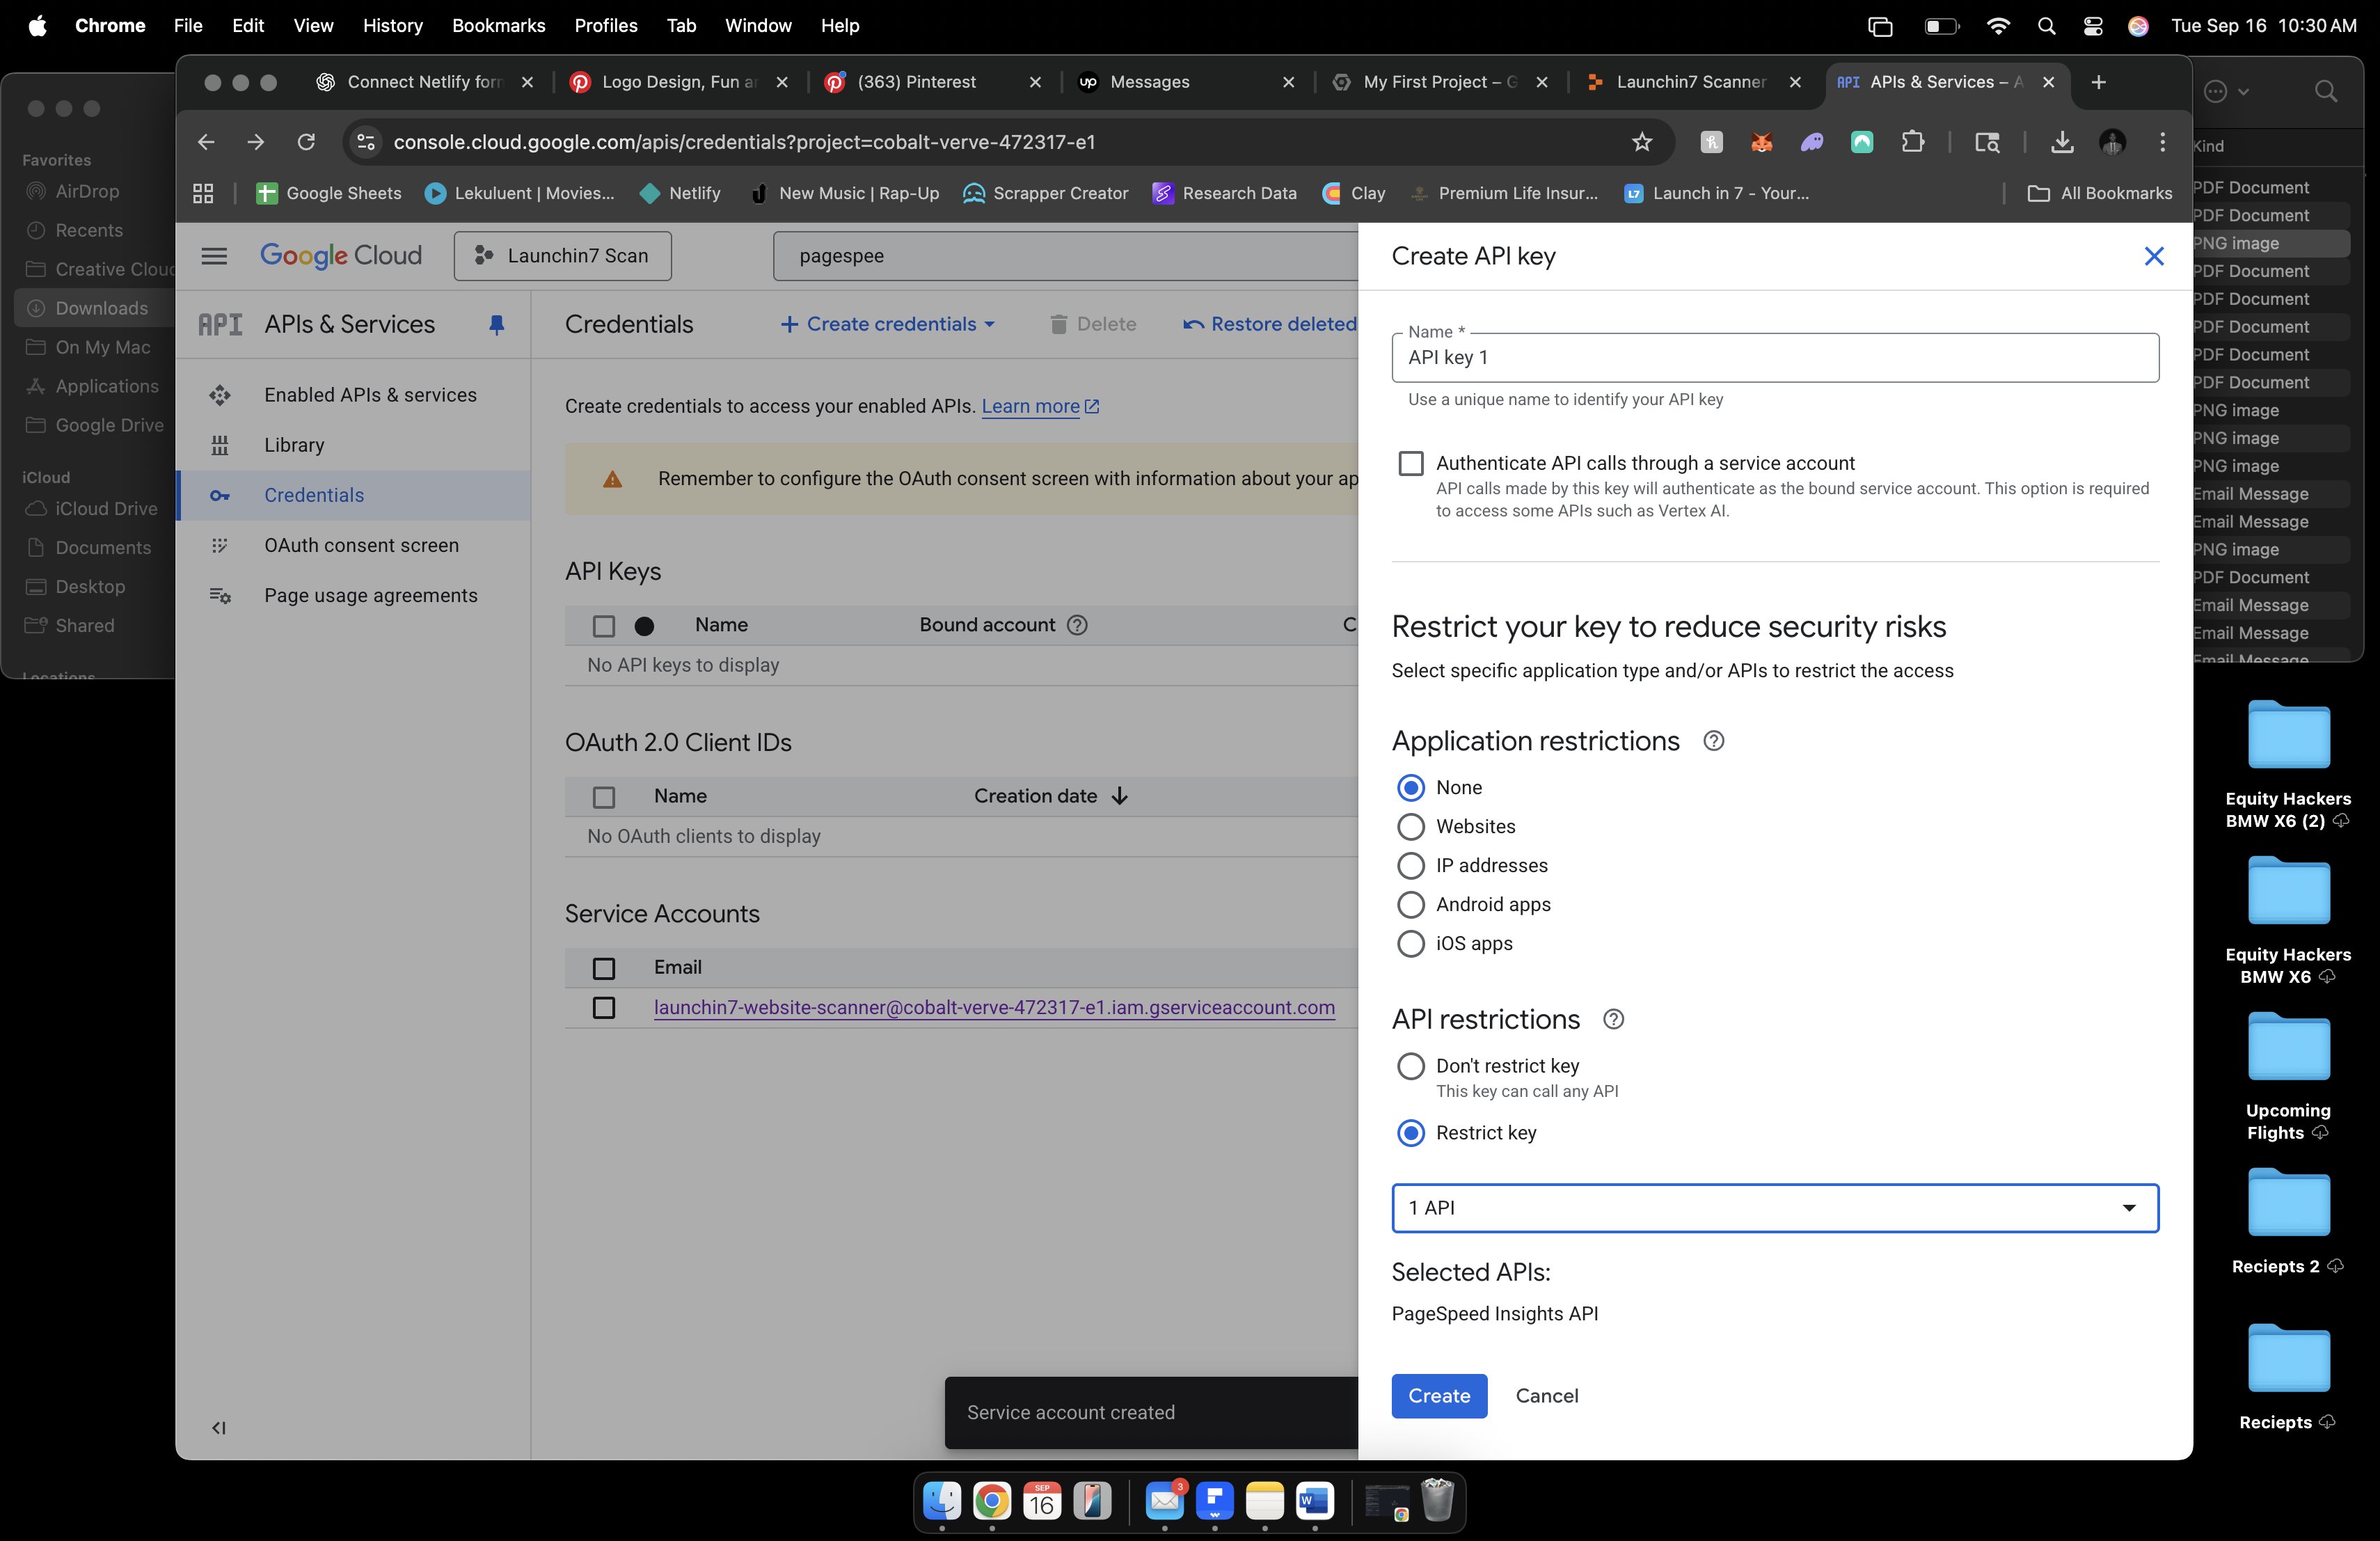 Chrome File Edit View History Bookmarks Profiles Tab Window Help
Tue Sep 16 10:30 AM
Connect Netlify for
Logo Design, Fun a
(363) Pinterest
up Messages
My First Project – G
Launchin7 Scanner
API APIs & Services – A
console.cloud.google.com/apis/credentials?project=cobalt-verve-472317-e1
Google Sheets
Lekuluent | Movies...
Netlify
New Music | Rap-Up
Scrapper Creator
Research Data
Clay
Premium Life Insur...
L7 Launch in 7 - Your...
All Bookmarks
Favorites
AirDrop
Recents
Creative Clou
Downloads
On My Mac
Applications
Google Drive
iCloud
iCloud Drive
Documents
Desktop
Shared
Locations
Google Cloud
Launchin7 Scan
pagespee
API APIs & Services
Enabled APIs & services
Library
Credentials
OAuth consent screen
Page usage agreements
Credentials
Create credentials
Delete
Restore deleted
Create credentials to access your enabled APIs. Learn more
Remember to configure the OAuth consent screen with information about your ap
API Keys
Name Bound account C
No API keys to display
OAuth 2.0 Client IDs
Name Creation date
No OAuth clients to display
Service Accounts
Email
launchin7-website-scanner@cobalt-verve-472317-e1.iam.gserviceaccount.com
Service account created
Create API key
Name *
API key 1
Use a unique name to identify your API key
Authenticate API calls through a service account
API calls made by this key will authenticate as the bound service account. This option is required
to access some APIs such as Vertex AI.
Restrict your key to reduce security risks
Select specific application type and/or APIs to restrict the access
Application restrictions
None
Websites
IP addresses
Android apps
iOS apps
API restrictions
Don't restrict key
This key can call any API
Restrict key
1 API
Selected APIs:
PageSpeed Insights API
Create Cancel
Kind
PDF Document
PDF Document
PNG image
PDF Document
PDF Document
PDF Document
PDF Document
PDF Document
PNG image
PNG image
PNG image
Email Message
Email Message
PNG image
PDF Document
Email Message
Email Message
Email Message
Equity Hackers
BMW X6 (2)
Equity Hackers
BMW X6
Upcoming
Flights
Reciepts 2
Reciepts
SEP
16
3
W